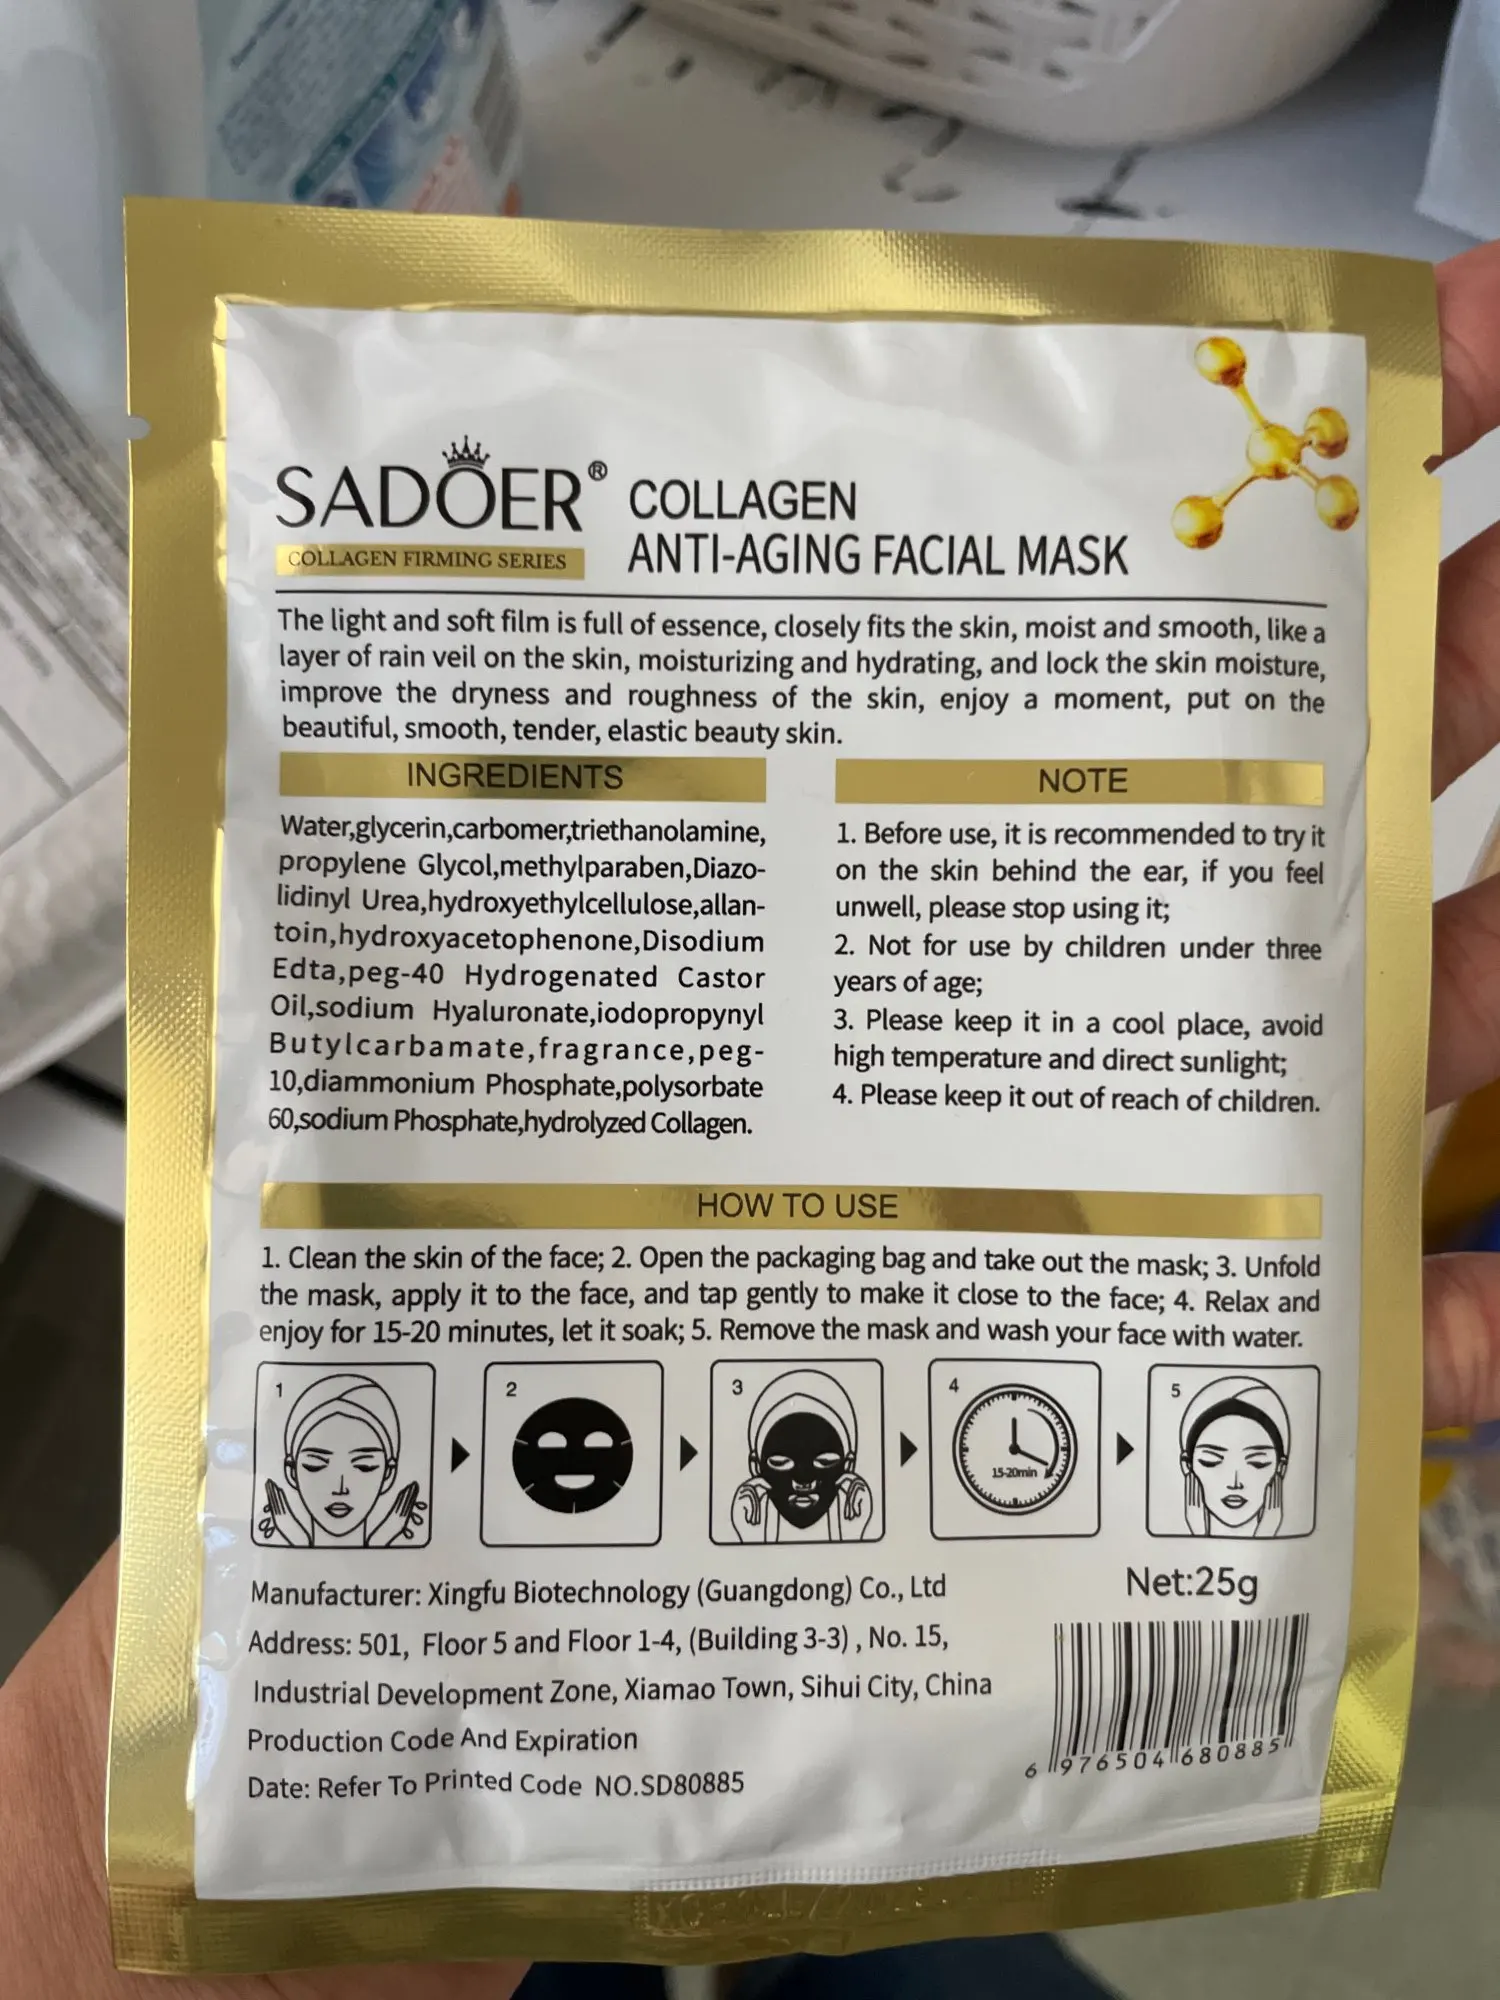 SADOER®
COLLAGEN FIRMING SERIES
COLLAGEN
ANTI-AGING FACIAL MASK
The light and soft film is full of essence, closely fits the skin, moist and smooth, like a
layer of rain veil on the skin, moisturizing and hydrating, and lock the skin moisture,
improve the dryness and roughness of the skin, enjoy a moment, put on the
beautiful, smooth, tender, elastic beauty skin.
INGREDIENTS
Water,glycerin,carbomer,triethanolamine,
propylene Glycol,methylparaben,Diazo-
lidinyl Urea,hydroxyethylcellulose,allan-
toin,hydroxyacetophenone,Disodium
Edta,peg-40 Hydrogenated Castor
Oil,sodium Hyaluronate,iodopropynyl
Butylcarbamate,fragrance,peg-
10,diammonium Phosphate,polysorbate
60,sodium Phosphate,hydrolyzed Collagen.
NOTE
1. Before use, it is recommended to try it
on the skin behind the ear, if you feel
unwell, please stop using it;
2. Not for use by children under three
years of age;
3. Please keep it in a cool place, avoid
high temperature and direct sunlight;
4. Please keep it out of reach of children.
HOW TO USE
1. Clean the skin of the face; 2. Open the packaging bag and take out the mask; 3. Unfold
the mask, apply it to the face, and tap gently to make it close to the face; 4. Relax and
enjoy for 15-20 minutes, let it soak; 5. Remove the mask and wash your face with water.
1
2
3
4
15-20min
5
Manufacturer: Xingfu Biotechnology (Guangdong) Co., Ltd
Address: 501, Floor 5 and Floor 1-4, (Building 3-3) , No. 15,
Industrial Development Zone, Xiamao Town, Sihui City, China
Production Code And Expiration
Date: Refer To Printed Code NO.SD80885
Net:25g
6 976504 680885